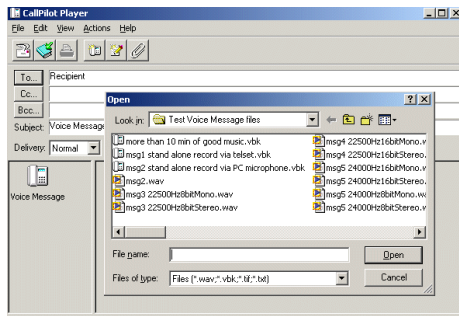 CallPilot Player
File Edit View Actions Help
To... Recipient
Cc...
Bcc...
Subject: Voice Message
Delivery: Normal
Voice Message
Open
Look in: Test Voice Message files
more than 10 min of good music.vbk
msg1 stand alone record via telset.vbk
msg2 stand alone record via PC microphone.vbk
msg2.wav
msg3 22500Hz8bitMono.wav
msg3 22500Hz8bitStereo.wav
msg4 22500Hz16bitMono.w
msg4 22500Hz16bitStereo.
msg5 24000Hz16bitMono.w
msg5 24000Hz16bitStereo.
msg5 24000Hz8bitMono.wa
msg5 24000Hz8bitStereo.w
File name:
Open
Files of type: Files (*.wav;*.vbk;*.tif;*.txt)
Cancel